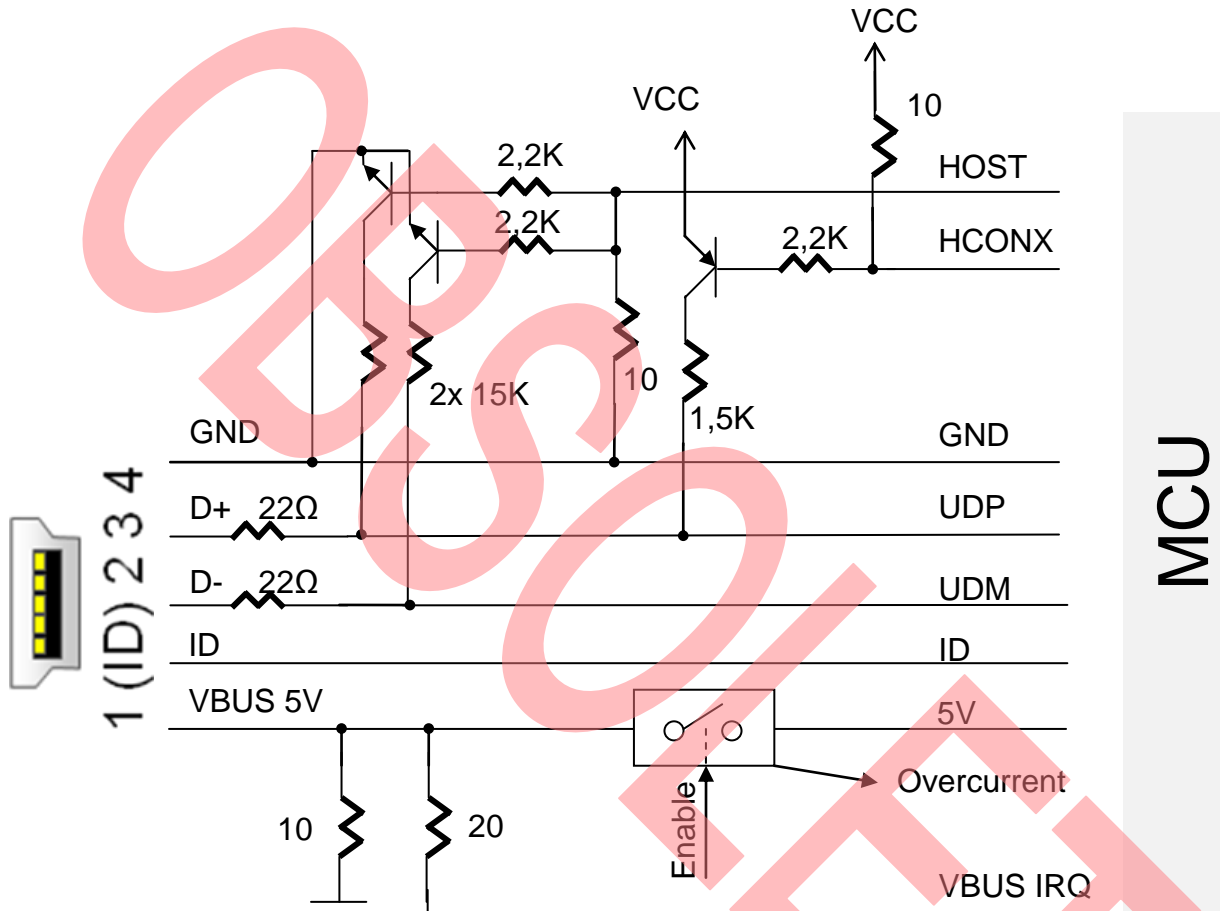 VCC
VCC
10
2,2K
HOST
2,2K
2,2K
HCONX
2x 15K
10
1,5K
GND
GND
D+
22Ω
UDP
D-
22Ω
UDM
ID
ID
VBUS 5V
5V
Overcurrent
Enable
10
20
VBUS IRQ
1 (ID) 2 3 4
MCU
OBSOLET